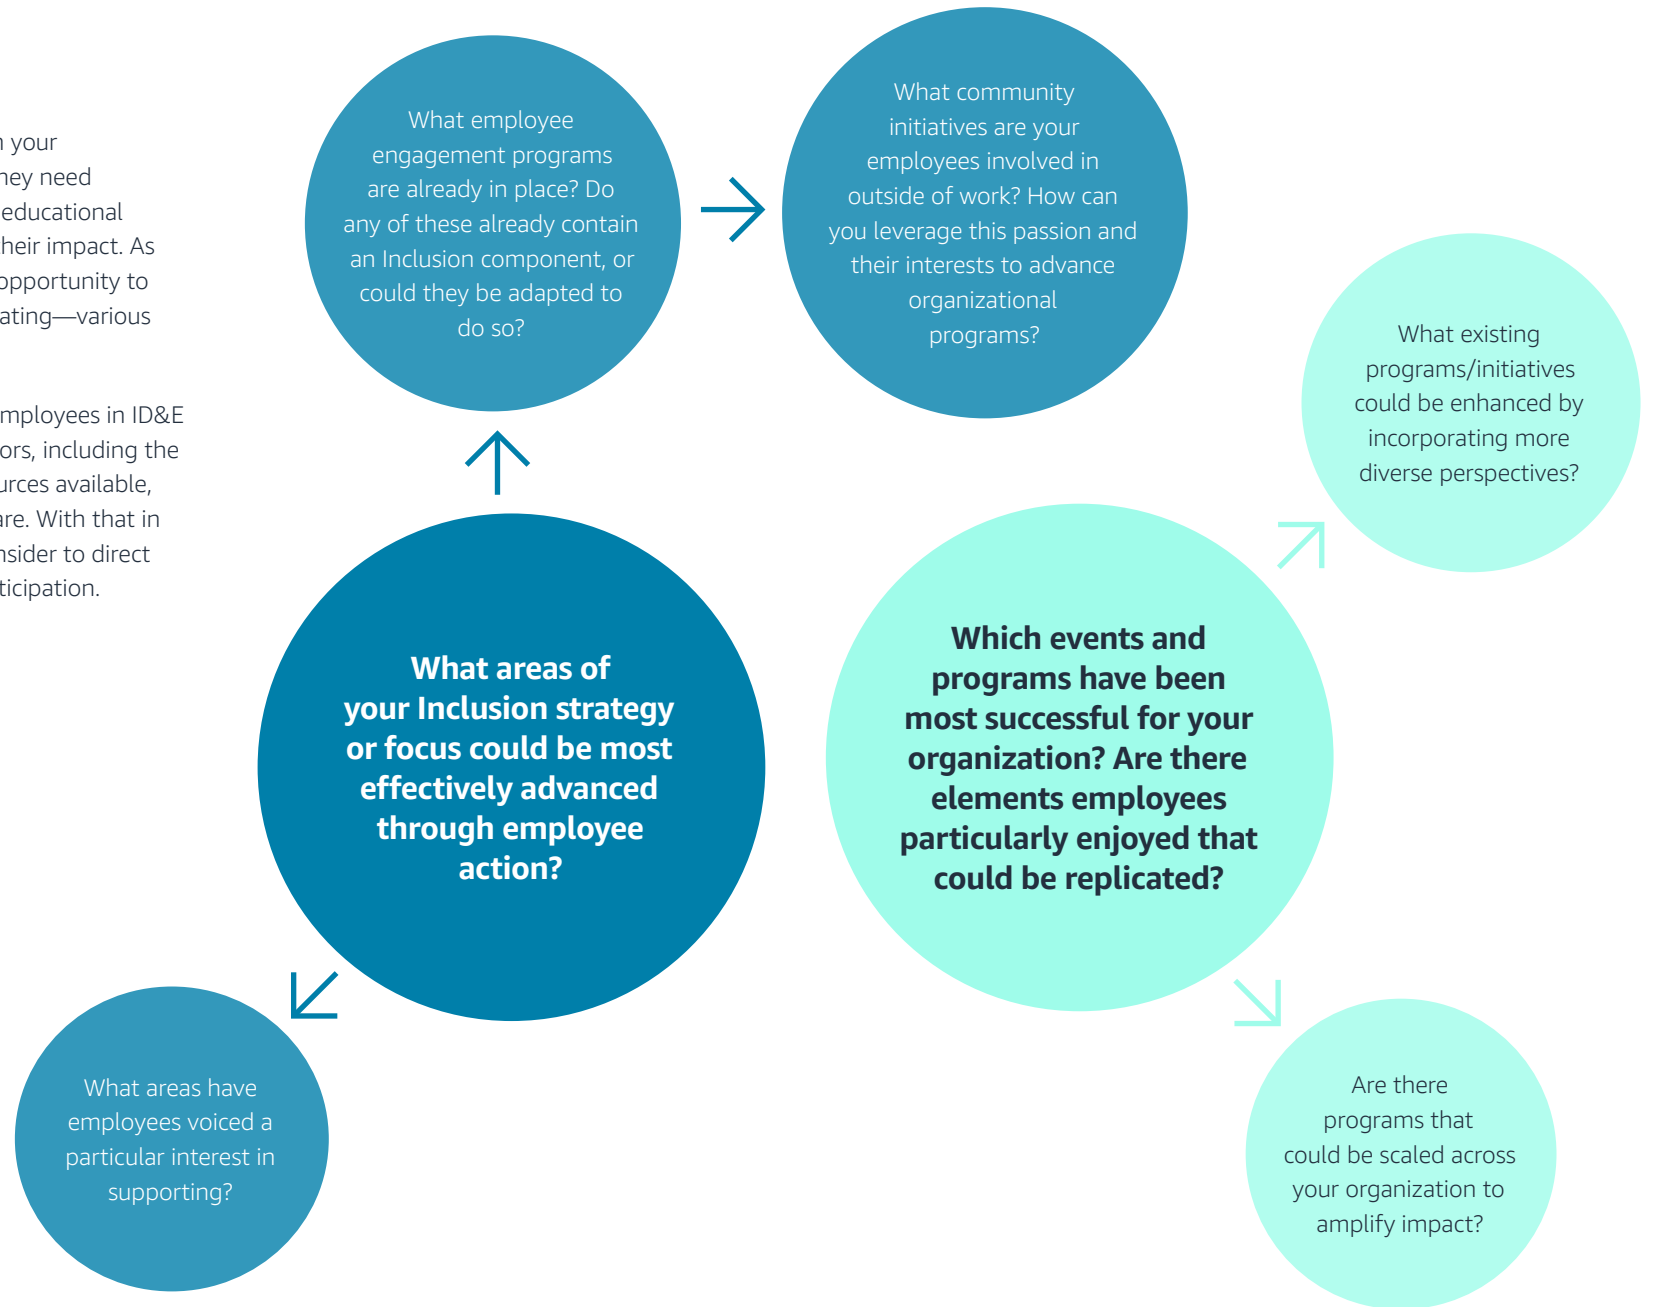 your
hey need
educational
their impact. As
opportunity to
ating—various
mployees in ID&E
ors, including the
urces available,
are. With that in
nsider to direct
ticipation.
What employee
engagement programs
are already in place? Do
any of these already contain
an Inclusion component, or
could they be adapted to
do so?
What community
initiatives are your
employees involved in
outside of work? How can
you leverage this passion and
their interests to advance
organizational
programs?
What areas of
your Inclusion strategy
or focus could be most
effectively advanced
through employee
action?
What areas have
employees voiced a
particular interest in
supporting?
Which events and
programs have been
most successful for your
organization? Are there
elements employees
particularly enjoyed that
could be replicated?
What existing
programs/initiatives
could be enhanced by
incorporating more
diverse perspectives?
Are there
programs that
could be scaled across
your organization to
amplify impact?